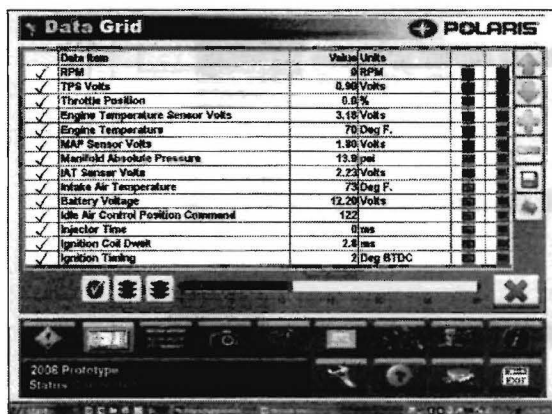 Data Grid
POLARIS
Data Item Value Units
RPM 0 RPM
TPS Volts 0.90 Volts
Throttle Position 0.0 %
Engine Temperature Sensor Volts 3.18 Volts
Engine Temperature 70 Deg F.
MAP Sensor Volts 1.80 Volts
Manifold Absolute Pressure 13.9 psi
IAT Sensor Volts 2.23 Volts
Intake Air Temperature 73 Deg F.
Battery Voltage 12.20 Volts
Idle Air Control Position Command 122
Injector Time 0 ms
Ignition Coil Dwell 2.8 ms
Ignition Timing 2 Deg BTDC
2006 Prototype
Status
EXIT